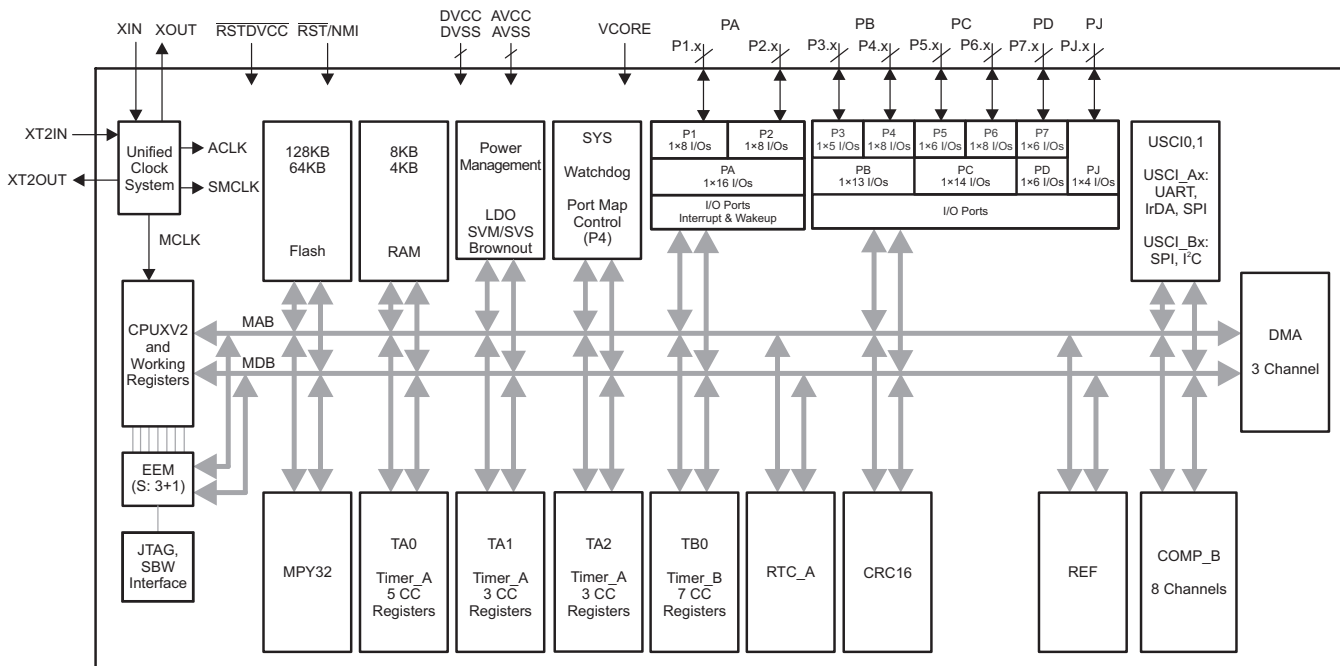 XIN
XOUT
RSTDVCC
RST/NMI
DVCC
DVSS
AVCC
AVSS
VCORE
PA
P1.x
P2.x
PB
P3.x
P4.x
PC
P5.x
P6.x
PD
P7.x
PJ
PJ.x
XT2IN
XT2OUT
Unified
Clock
System
ACLK
SMCLK
MCLK
128KB
64KB
Flash
8KB
4KB
RAM
Power
Management
LDO
SVM/SVS
Brownout
SYS
Watchdog
Port Map
Control
(P4)
P1
1×8 I/Os
P2
1×8 I/Os
PA
1×16 I/Os
I/O Ports
Interrupt & Wakeup
P3
1×5 I/Os
P4
1×8 I/Os
P5
1×6 I/Os
P6
1×8 I/Os
P7
1×6 I/Os
PB
1×13 I/Os
PC
1×14 I/Os
PD
1×6 I/Os
PJ
1×4 I/Os
I/O Ports
USCI0,1
USCI_Ax:
UART,
IrDA, SPI
USCI_Bx:
SPI, I²C
CPUXV2
and
Working
Registers
MAB
MDB
DMA
3 Channel
EEM
(S: 3+1)
JTAG,
SBW
Interface
MPY32
TA0
Timer_A
5 CC
Registers
TA1
Timer_A
3 CC
Registers
TA2
Timer_A
3 CC
Registers
TB0
Timer_B
7 CC
Registers
RTC_A
CRC16
REF
COMP_B
8 Channels